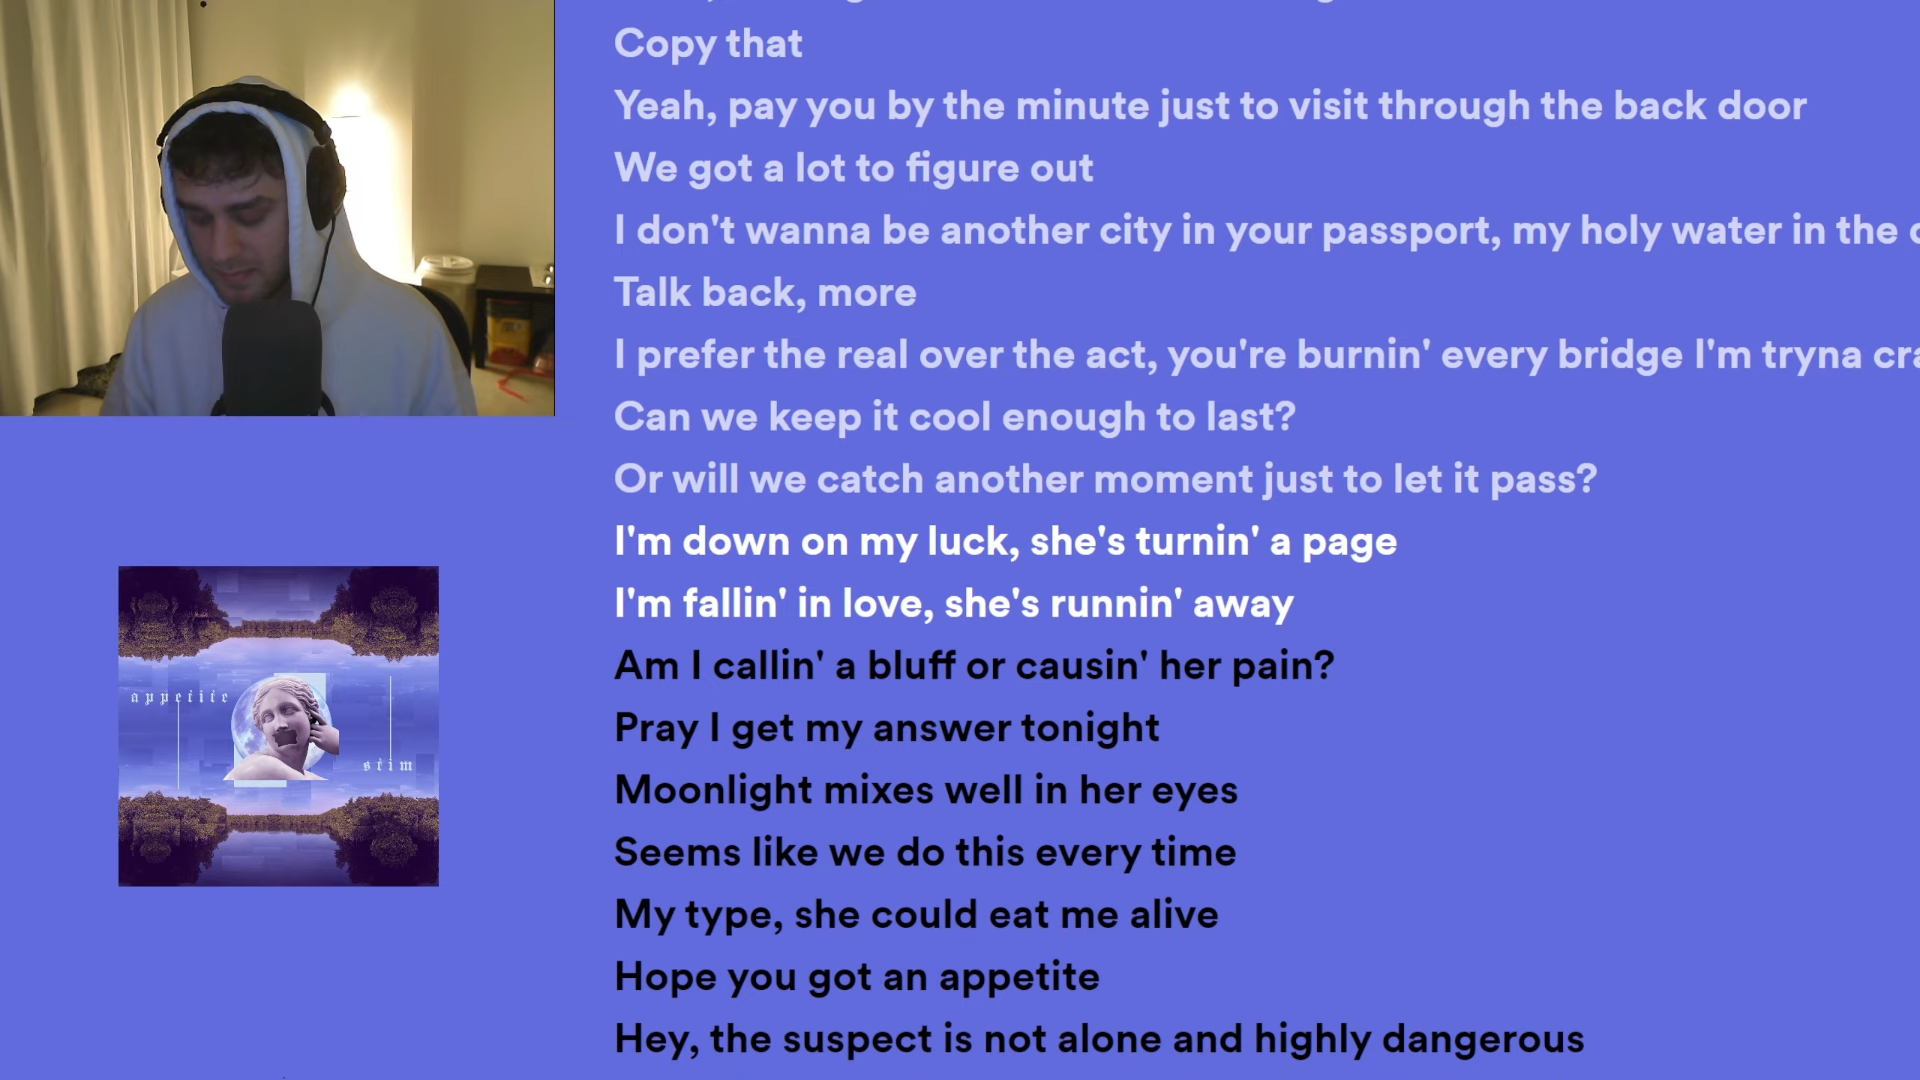 Copy that
Yeah, pay you by the minute just to visit through the back door
We got a lot to figure out
I don't wanna be another city in your passport, my holy water in the
Talk back, more
I prefer the real over the act, you're burnin' every bridge I'm tryna
Can we keep it cool enough to last?
Or will we catch another moment just to let it pass?
I'm down on my luck, she's turnin' a page
I'm fallin' in love, she's runnin' away
Am I callin' a bluff or causin' her pain?
Pray I get my answer tonight
Moonlight mixes well in her eyes
Seems like we do this every time
My type, she could eat me alive
Hope you got an appetite
Hey, the suspect is not alone and highly dangerous
appetite
srim